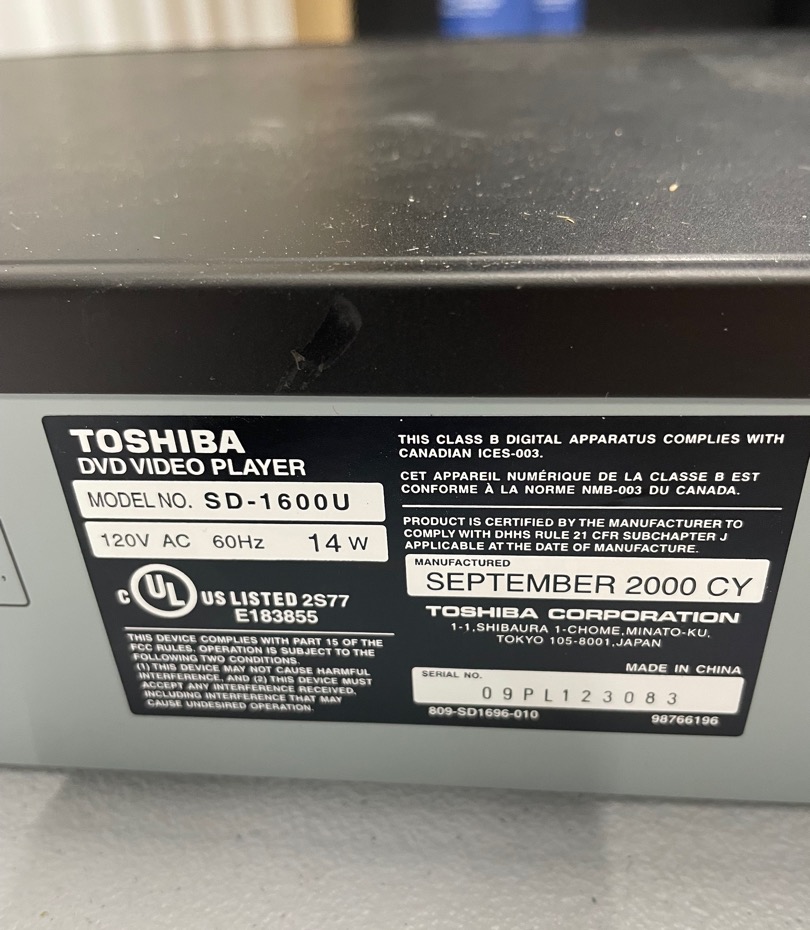 TOSHIBA
DVD VIDEO PLAYER
MODEL NO. SD-1600U
120V AC 60Hz 14 W
C UL US LISTED 2S77
E183855
THIS DEVICE COMPLIES WITH PART 15 OF THE
FCC RULES. OPERATION IS SUBJECT TO THE
FOLLOWING TWO CONDITIONS.
(1) THIS DEVICE MAY NOT CAUSE HARMFUL
INTERFERENCE, AND (2) THIS DEVICE MUST
ACCEPT ANY INTERFERENCE RECEIVED,
INCLUDING INTERFERENCE THAT MAY
CAUSE UNDESIRED OPERATION.
THIS CLASS B DIGITAL APPARATUS COMPLIES WITH
CANADIAN ICES-003.
CET APPAREIL NUMÉRIQUE DE LA CLASSE B EST
CONFORME À LA NORME NMB-003 DU CANADA.
PRODUCT IS CERTIFIED BY THE MANUFACTURER TO
COMPLY WITH DHHS RULE 21 CFR SUBCHAPTER J
APPLICABLE AT THE DATE OF MANUFACTURE.
MANUFACTURED
SEPTEMBER 2000 CY
TOSHIBA CORPORATION
1-1,SHIBAURA 1-CHOME,MINATO-KU,
TOKYO 105-8001,JAPAN
MADE IN CHINA
SERIAL NO.
09PL123083
809-SD1696-010 98766196